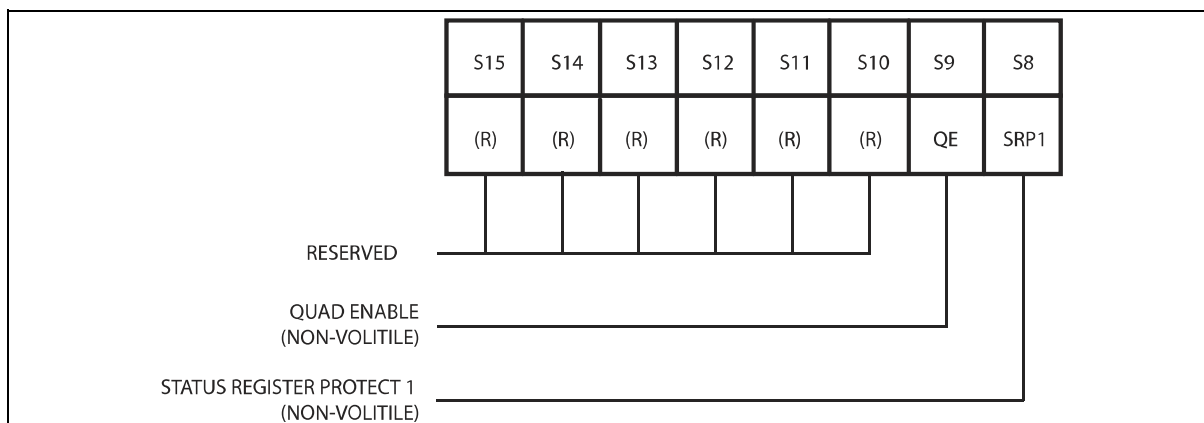 S15 S14 S13 S12 S11 S10 S9 S8
(R) (R) (R) (R) (R) (R) QE SRP1
RESERVED
QUAD ENABLE
(NON-VOLITILE)
STATUS REGISTER PROTECT 1
(NON-VOLITILE)